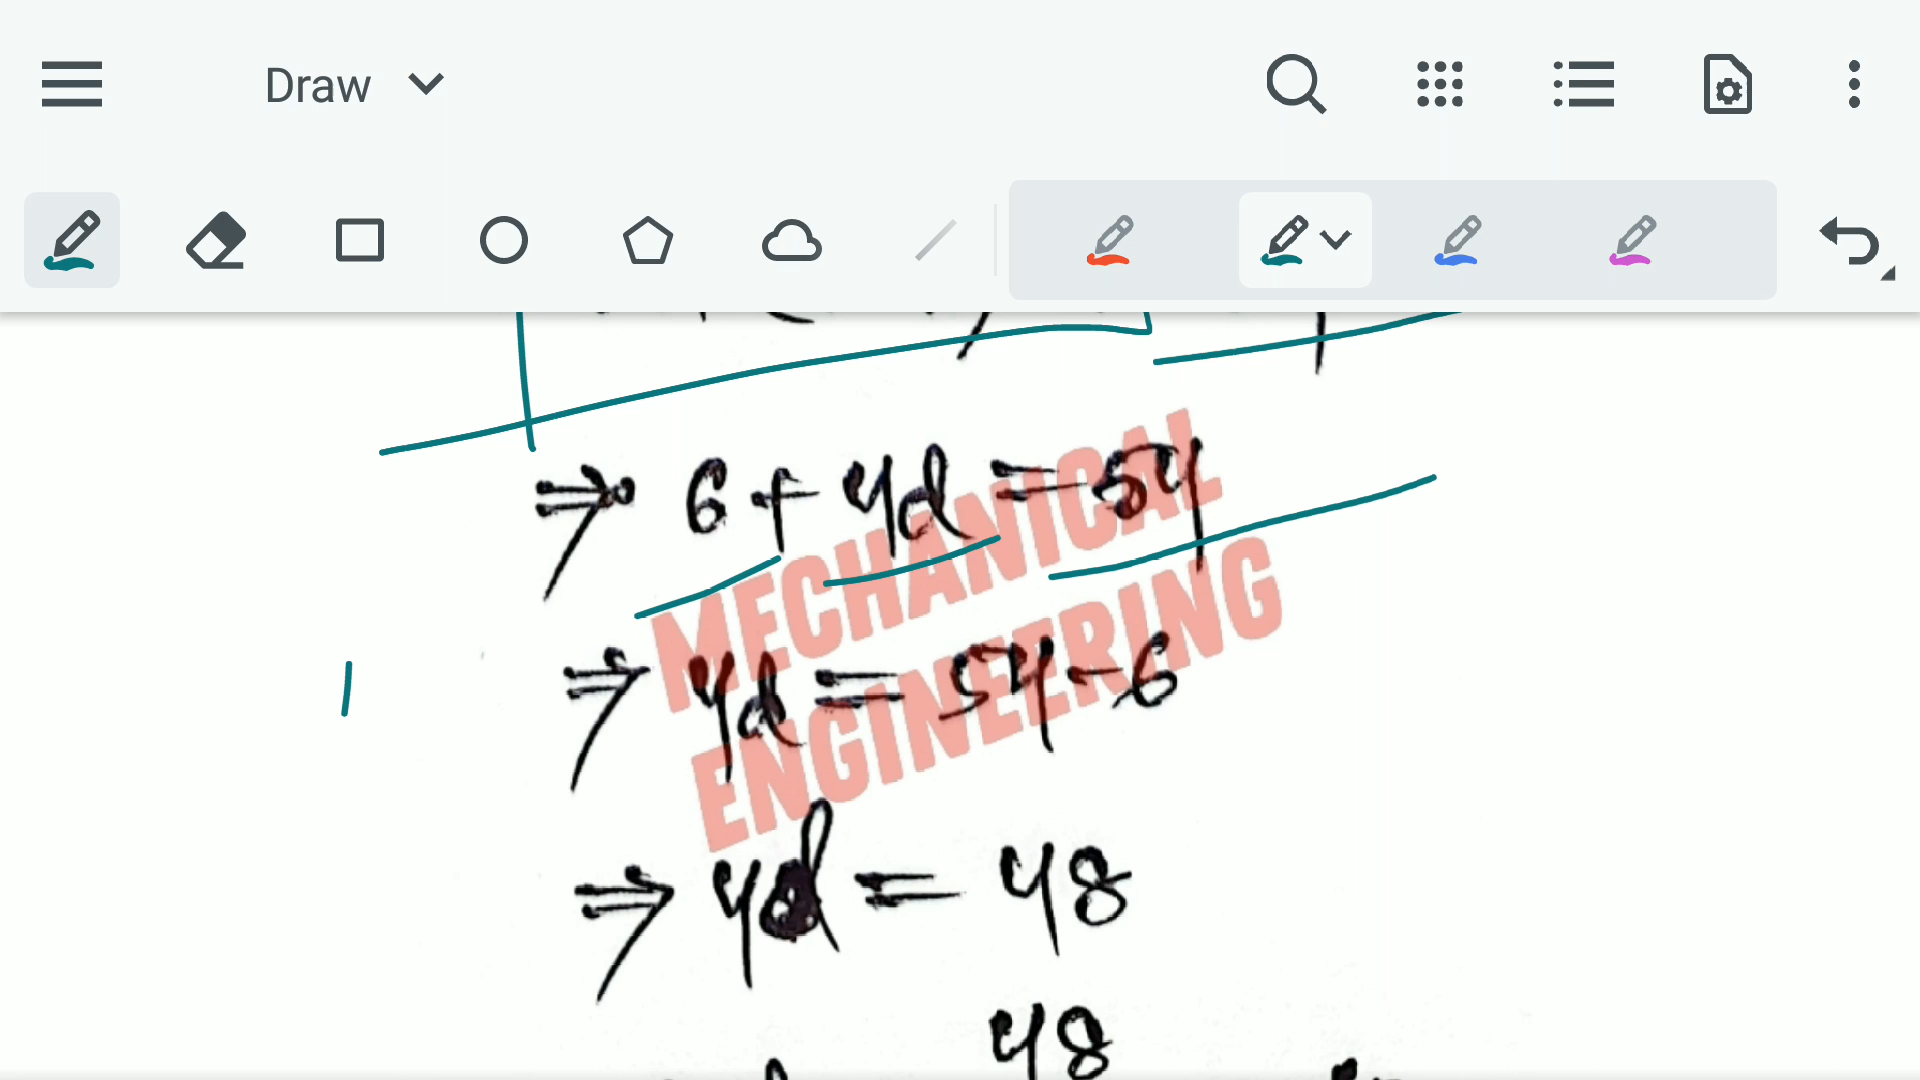 Draw
⇒ 6 + 4d = 54
MECHANICAL
ENGINEERING
⇒ 4d = 54 - 6
⇒ 4d = 48
48